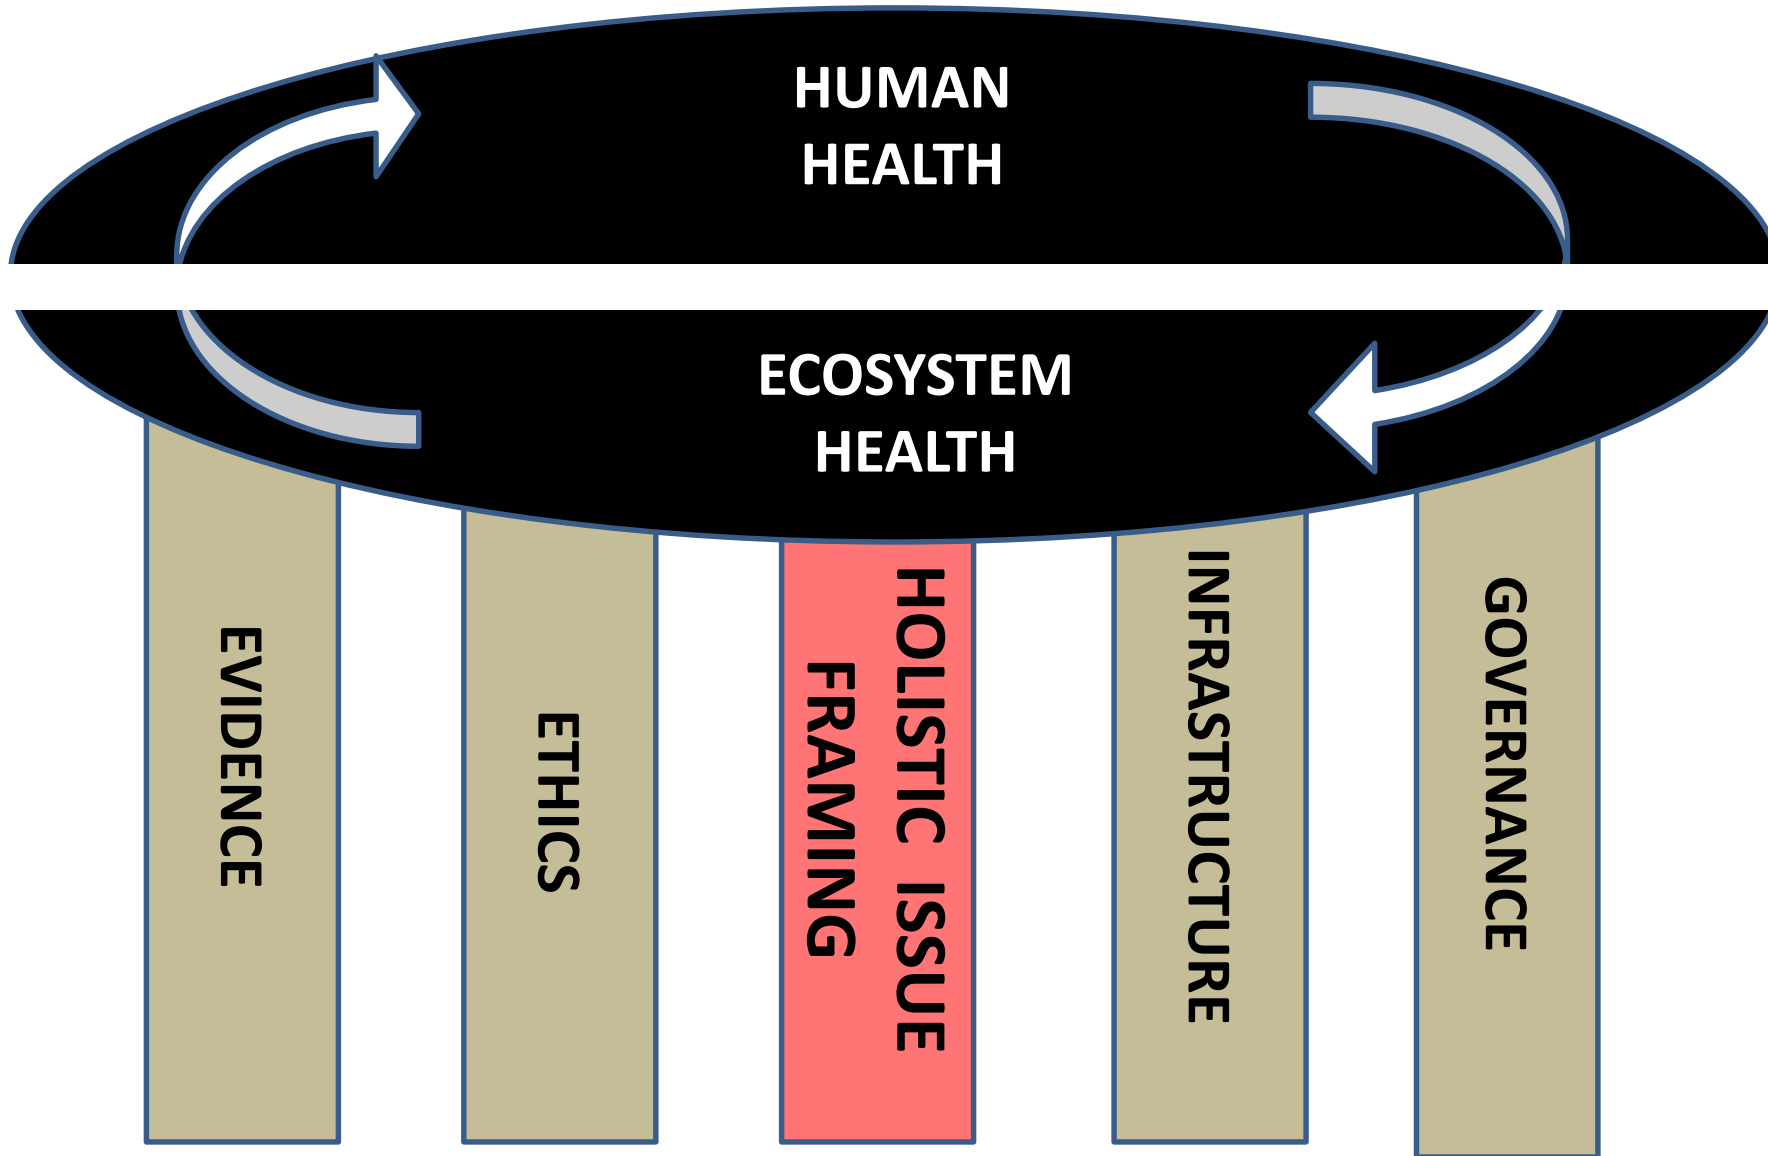 HUMAN
HEALTH
ECOSYSTEM
HEALTH
EVIDENCE
ETHICS
HOLISTIC ISSUE
FRAMING
INFRASTRUCTURE
GOVERNANCE